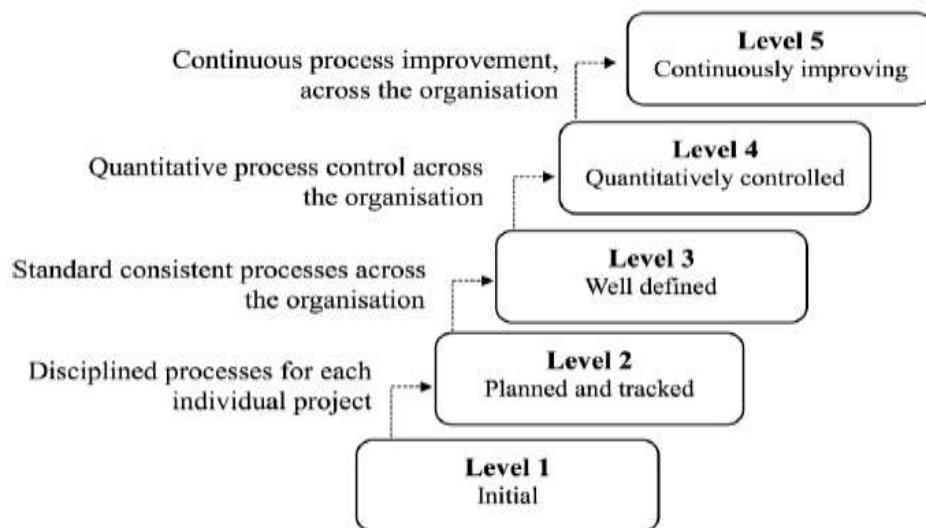 Level 5
Continuously improving
Continuous process improvement,
across the organisation
Level 4
Quantitatively controlled
Quantitative process control across
the organisation
Level 3
Well defined
Standard consistent processes across
the organisation
Level 2
Planned and tracked
Disciplined processes for each
individual project
Level 1
Initial